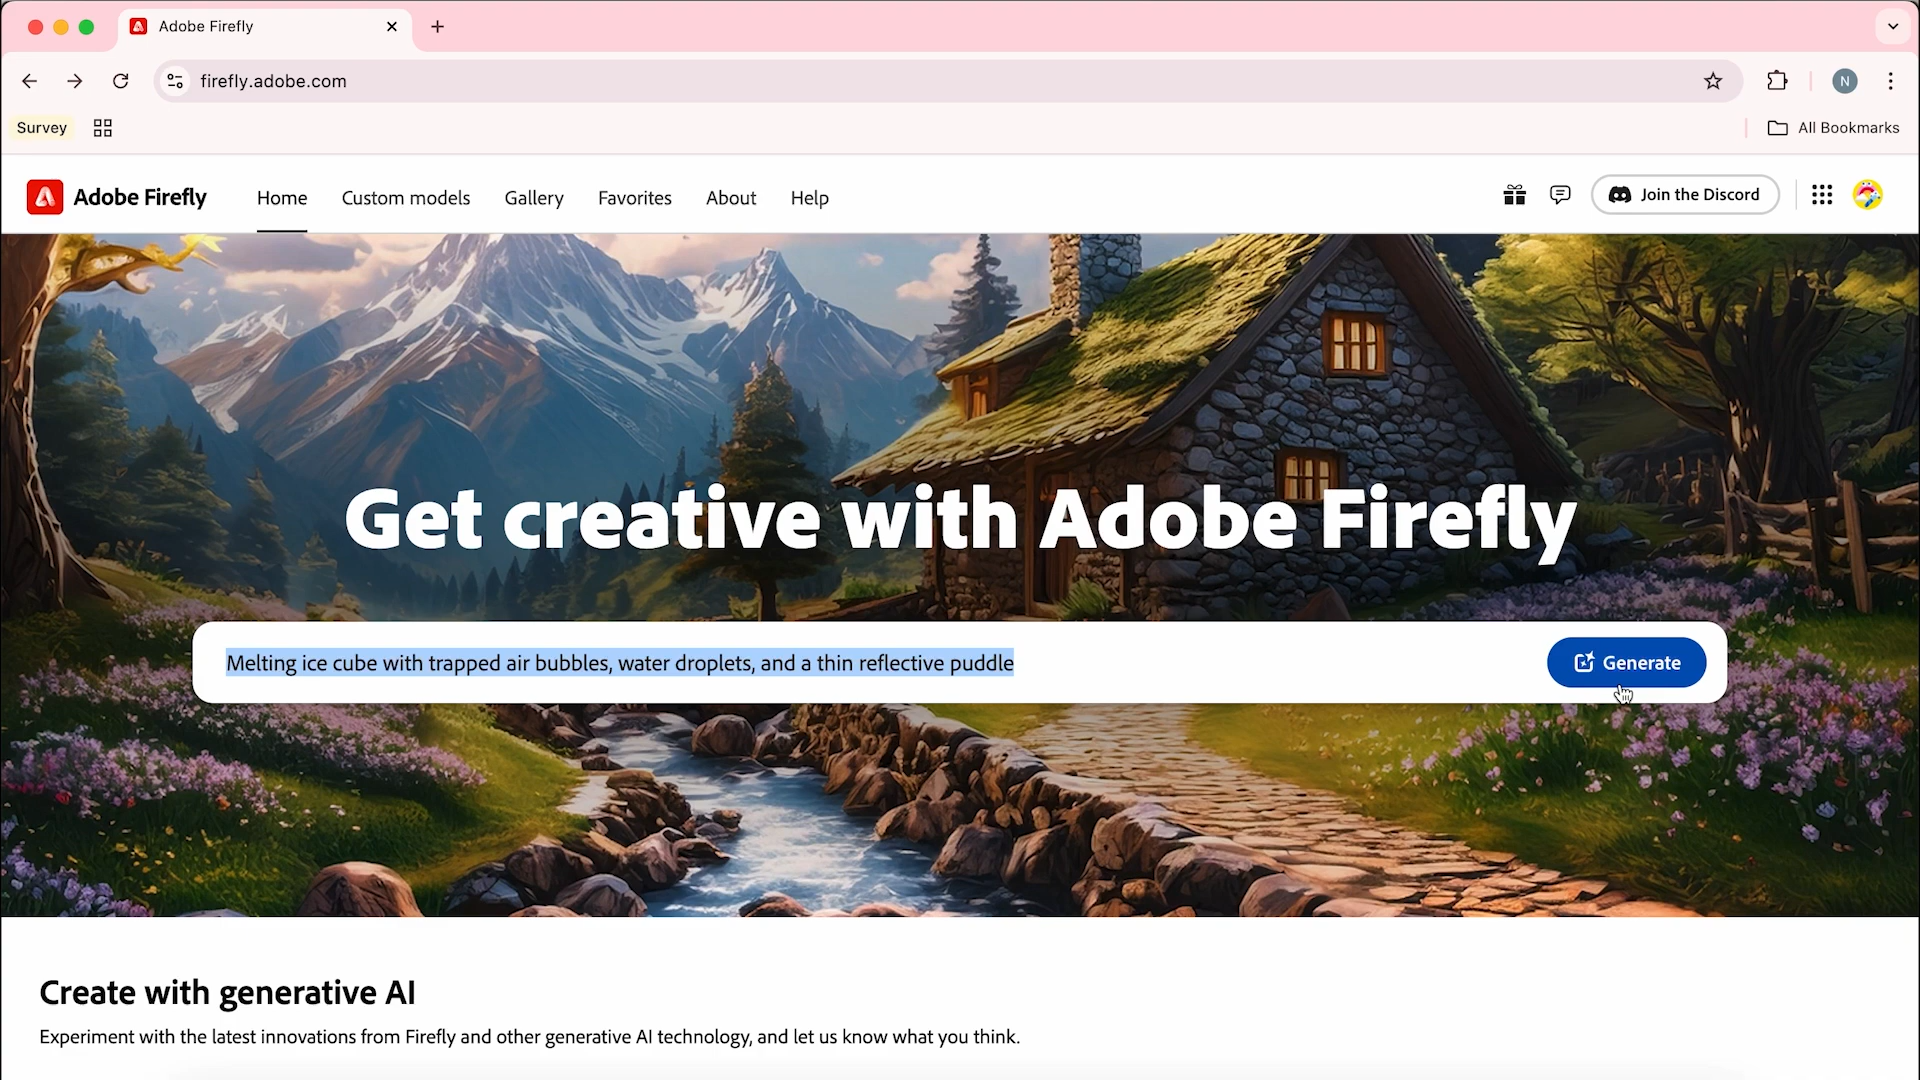 Adobe Firefly
firefly.adobe.com
N
Survey
All Bookmarks
Adobe Firefly Home Custom models Gallery Favorites About Help Join the Discord
Get creative with Adobe Firefly
Melting ice cube with trapped air bubbles, water droplets, and a thin reflective puddle Generate
Create with generative AI
Experiment with the latest innovations from Firefly and other generative AI technology, and let us know what you think.